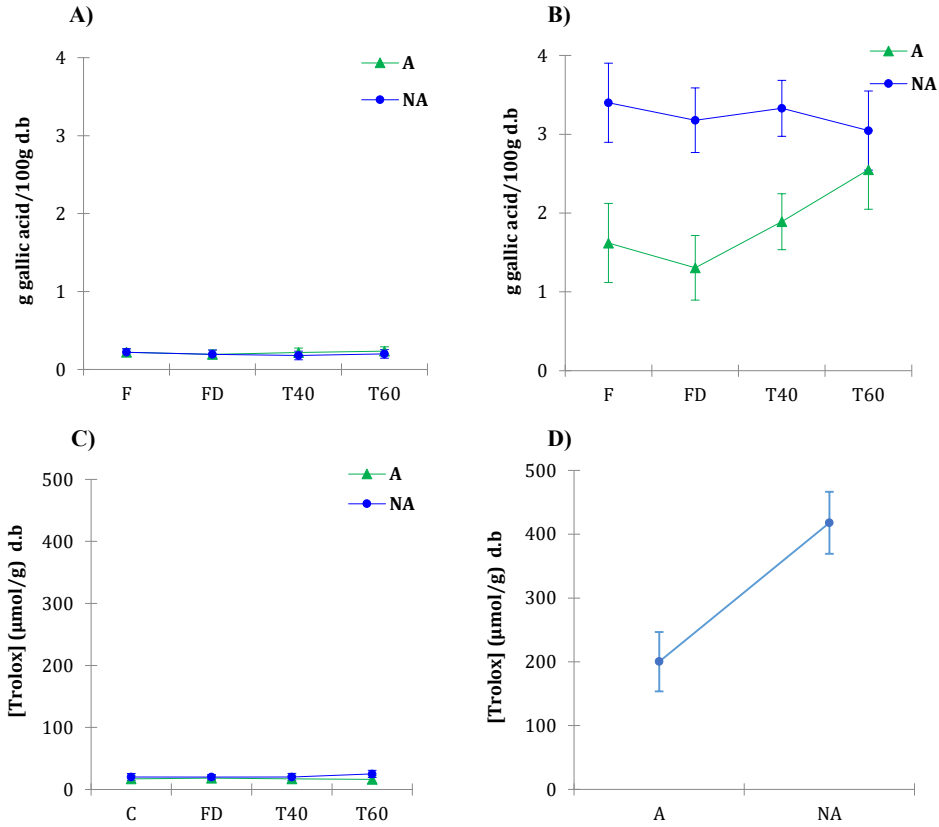 A)
A
NA
g gallic acid/100g d.b
4
3
2
1
0
F FD T40 T60
B)
A
NA
g gallic acid/100g d.b
4
3
2
1
0
F FD T40 T60
C)
A
NA
[Trolox] (µmol/g) d.b
500
400
300
200
100
0
C FD T40 T60
D)
[Trolox] (µmol/g) d.b
500
400
300
200
100
0
A NA